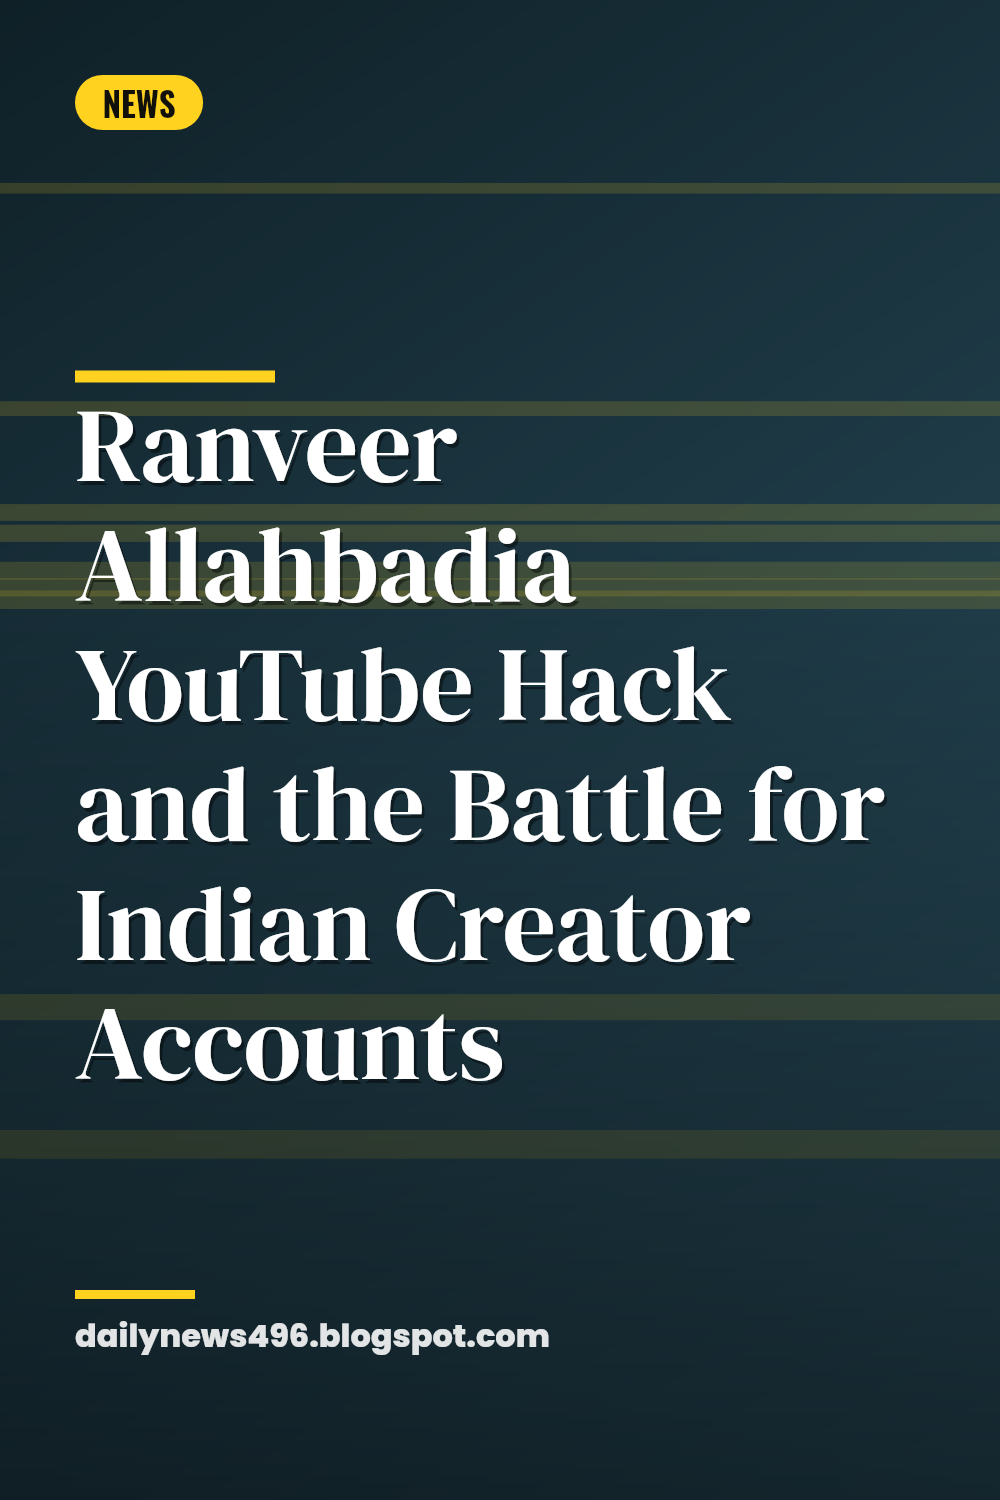 NEWS
Ranveer
Allahbadia
YouTube Hack
and the Battle for
Indian Creator
Accounts
dailynews496.blogspot.com